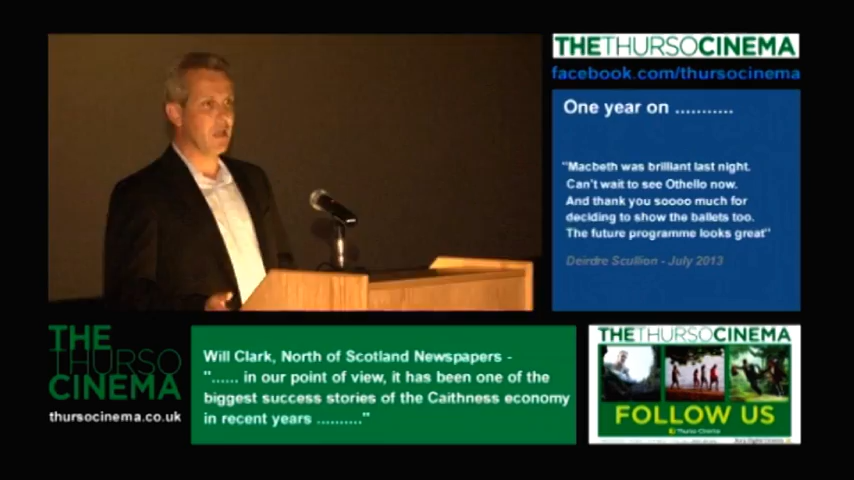 THETHURSOCINEMA
facebook.com/thursocinema
One year on ...........
"Macbeth was brilliant last night.
Can't wait to see Othello now.
And thank you soooo much for
deciding to show the ballets too.
The future programme looks great"
Deirdre Scullion - July 2013
THE
THURSO
CINEMA
thursocinema.co.uk
Will Clark, North of Scotland Newspapers -
"...... in our point of view, it has been one of the
biggest success stories of the Caithness economy
in recent years .........."
THETHURSOCINEMA
FOLLOW US
Thurso Cinema